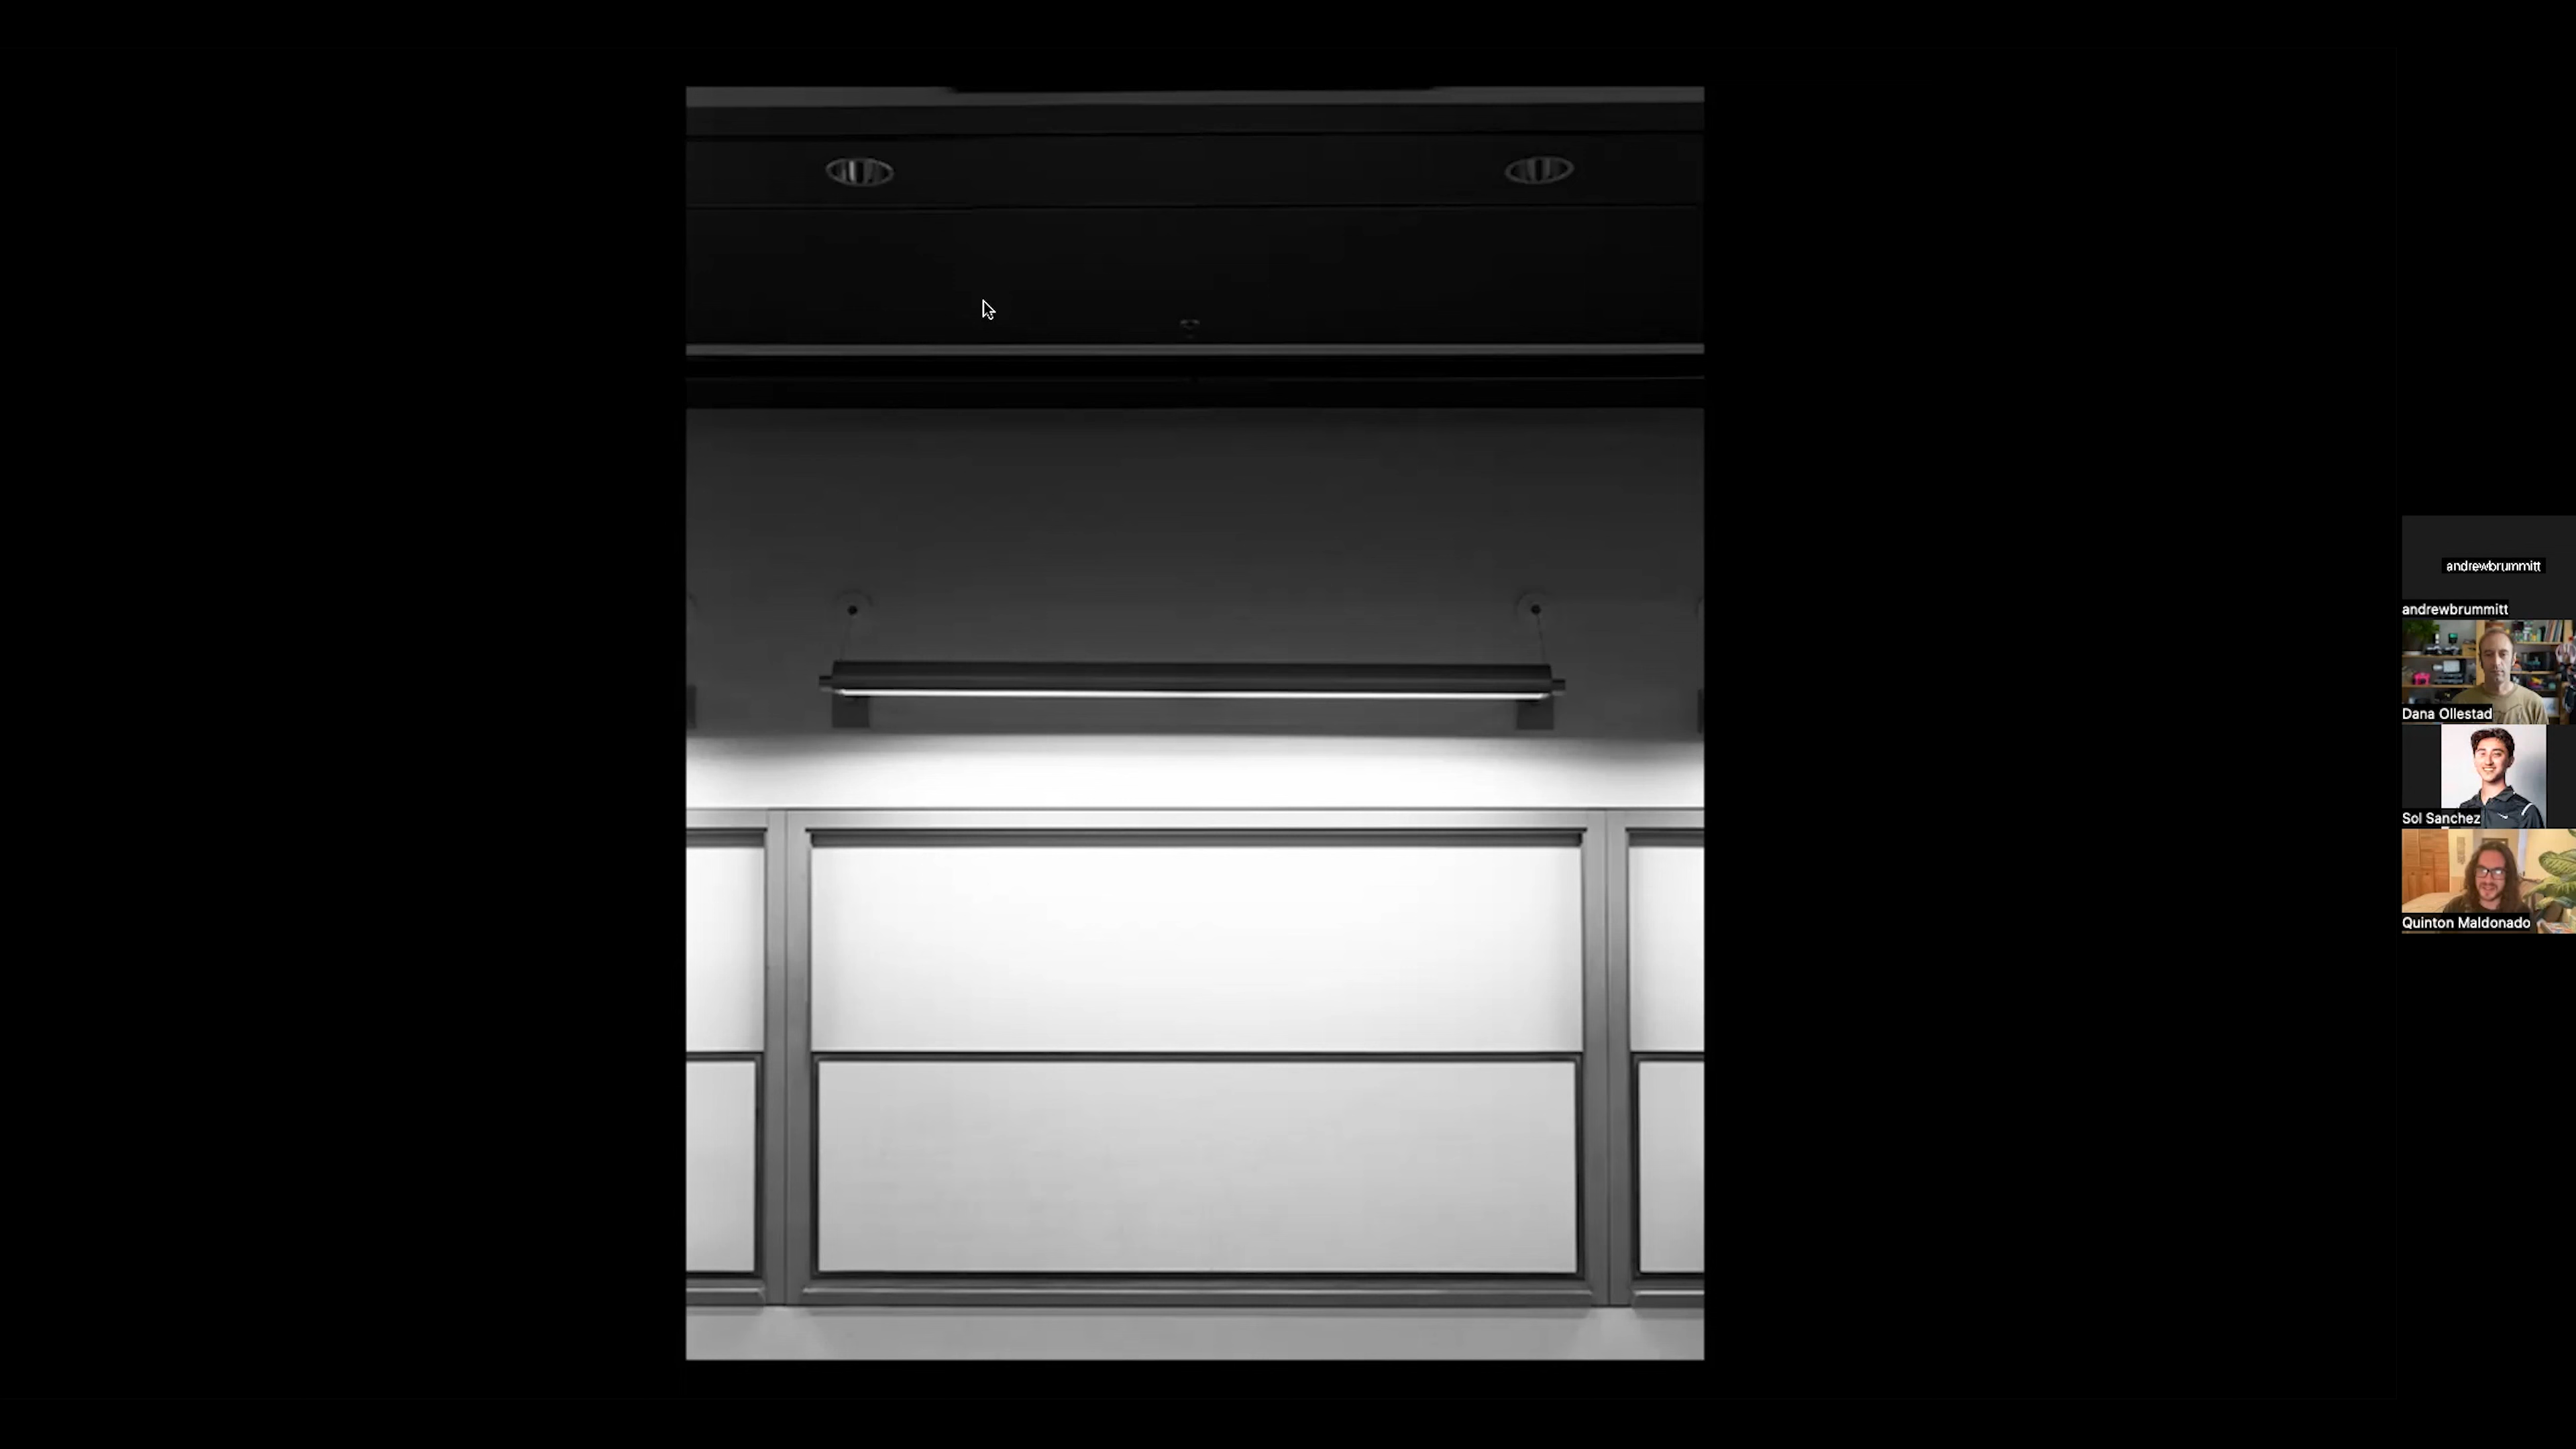 andrewbrummitt
andrewbrummitt
Dana Ollestad
Sol Sanchez
Quinton Maldonado